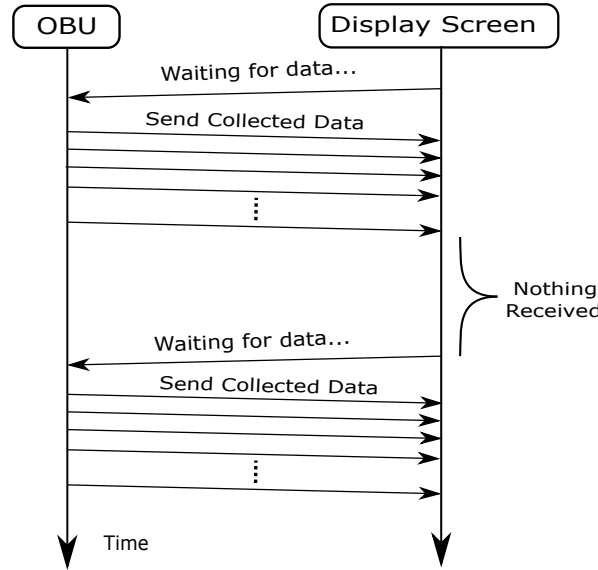 OBU
Display Screen
Waiting for data...
Send Collected Data
Nothing
Received
Waiting for data...
Send Collected Data
Time